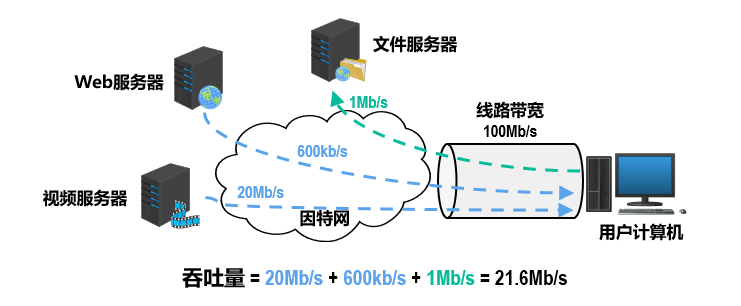 文件服务器
Web服务器
1Mb/s
线路带宽
100Mb/s
600kb/s
视频服务器
20Mb/s
因特网
用户计算机
吞吐量 = 20Mb/s + 600kb/s + 1Mb/s = 21.6Mb/s